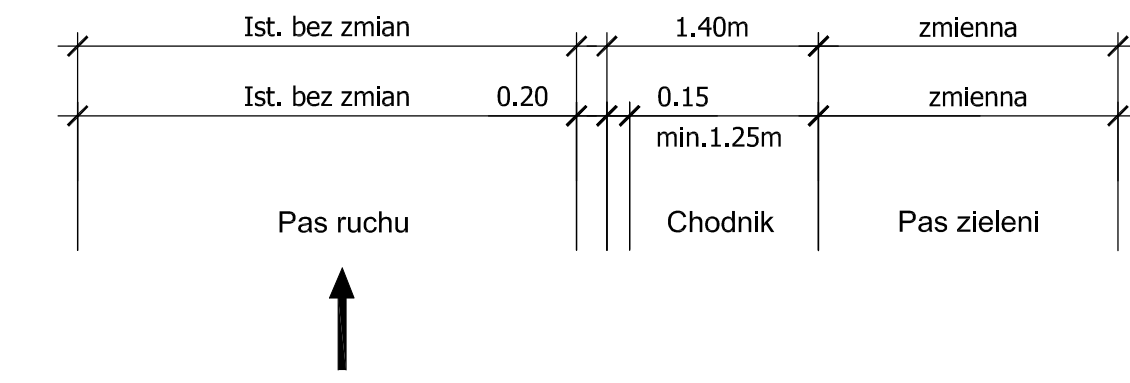 Ist. bez zmian 1.40m zmienna
Ist. bez zmian 0.20 0.15 zmienna
min.1.25m
Pas ruchu Chodnik Pas zieleni